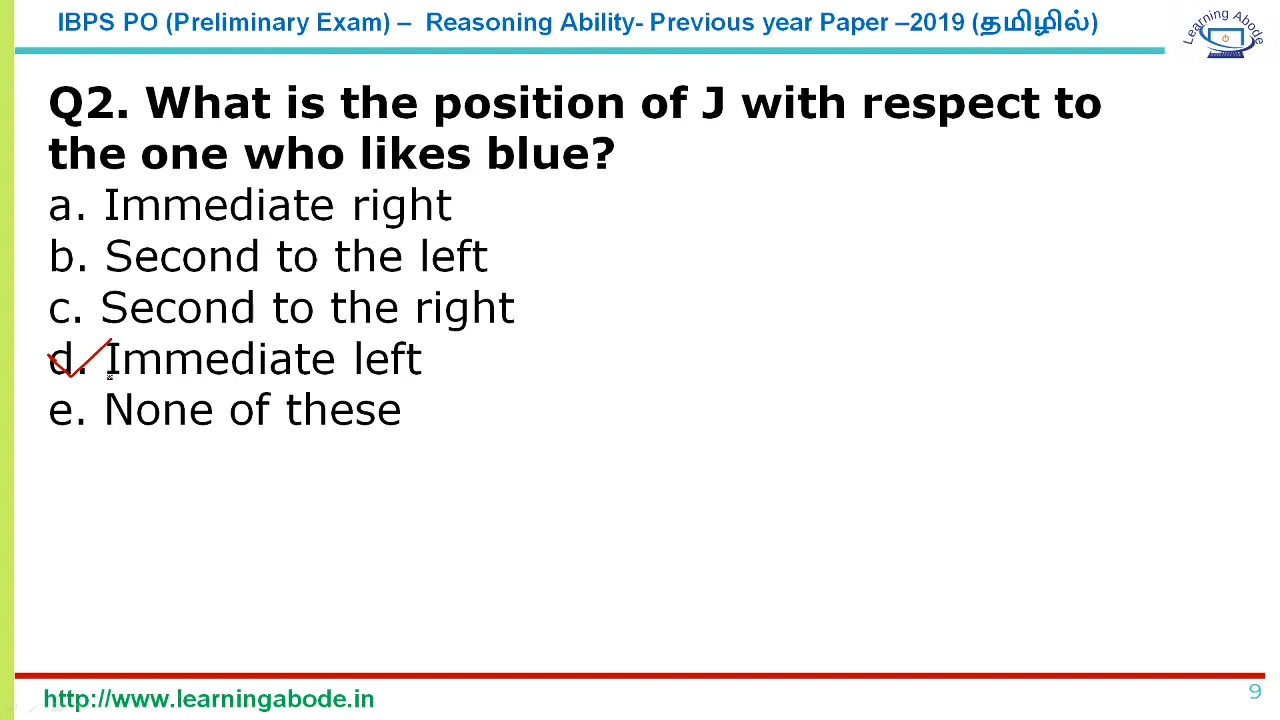 IBPS PO (Preliminary Exam) – Reasoning Ability- Previous year Paper –2019 (தமிழில்)
Learning Abode
Q2. What is the position of J with respect to
the one who likes blue?
a. Immediate right
b. Second to the left
c. Second to the right
d. Immediate left
e. None of these
http://www.learningabode.in
9